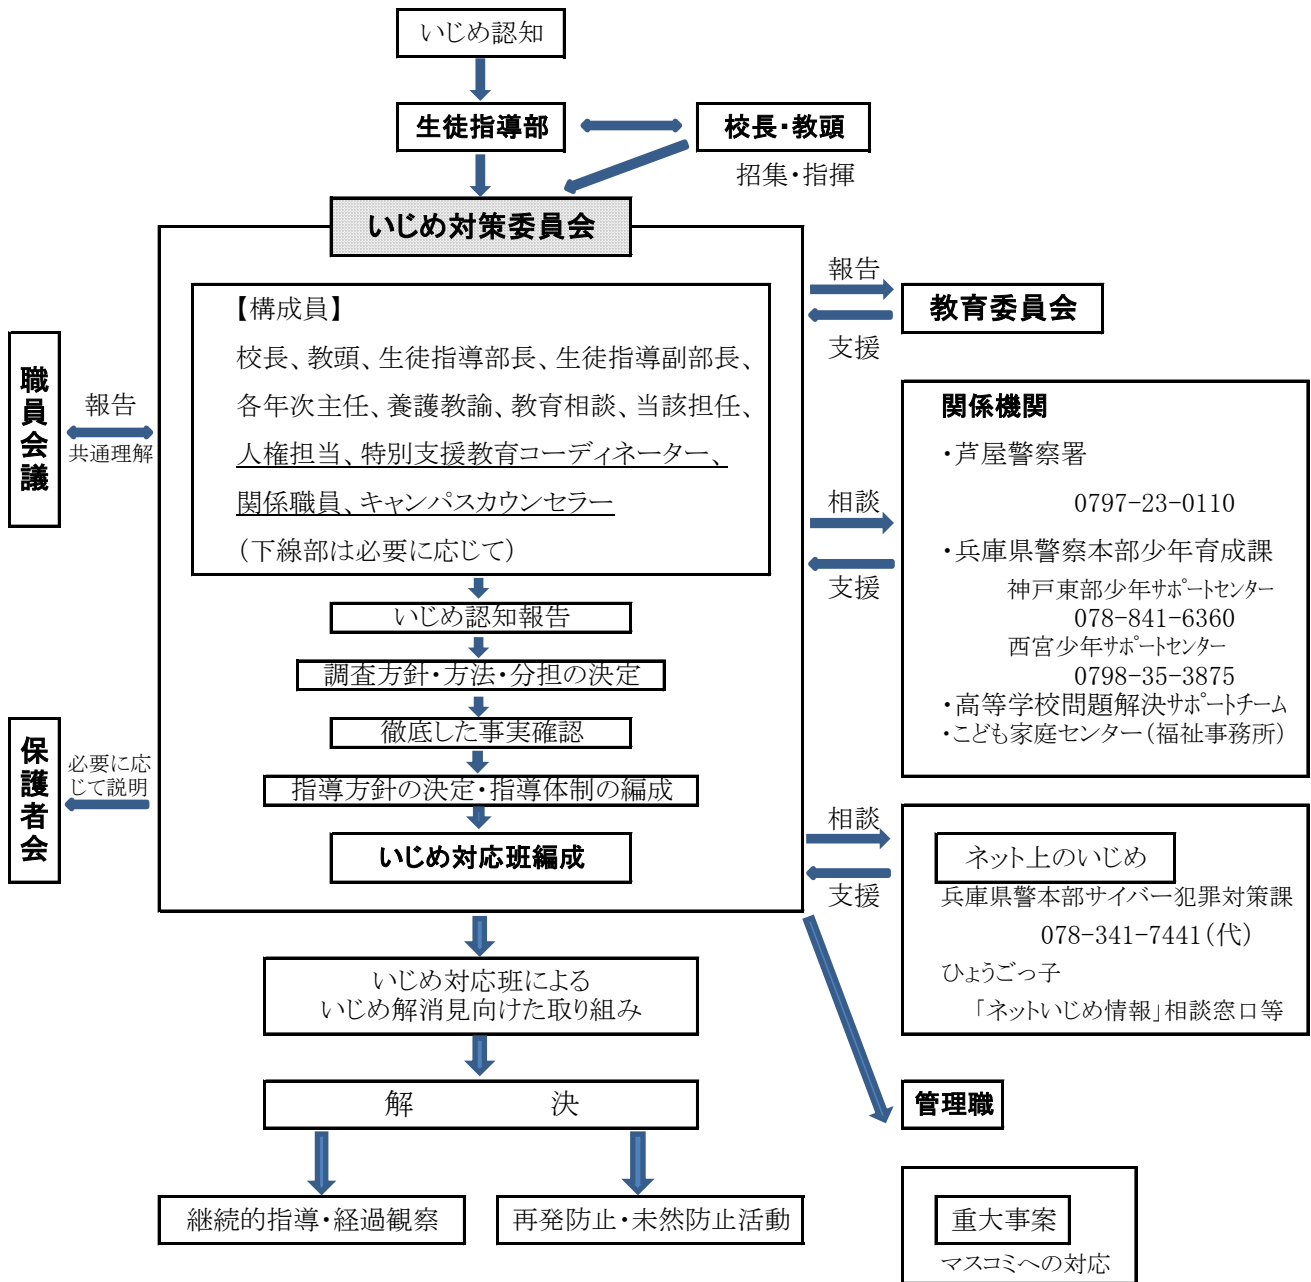 いじめ認知
生徒指導部
校長・教頭
招集・指揮
いじめ対策委員会
【構成員】
校長、教頭、生徒指導部長、生徒指導副部長、
各年次主任、養護教諭、教育相談、当該担任、
人権担当、特別支援教育コーディネーター、
関係職員、キャンパスカウンセラー
(下線部は必要に応じて)
いじめ認知報告
調査方針・方法・分担の決定
徹底した事実確認
指導方針の決定・指導体制の編成
いじめ対応班編成
職員会議
報告
共通理解
保護者会
必要に応
じて説明
報告
支援
教育委員会
相談
支援
関係機関
・芦屋警察署
0797-23-0110
・兵庫県警察本部少年育成課
神戸東部少年サポートセンター
078-841-6360
西宮少年サポートセンター
0798-35-3875
・高等学校問題解決サポートチーム
・こども家庭センター(福祉事務所)
相談
支援
ネット上のいじめ
兵庫県警本部サイバー犯罪対策課
078-341-7441(代)
ひょうごっ子
「ネットいじめ情報」相談窓口等
いじめ対応班による
いじめ解消見向けた取り組み
解 決
継続的指導・経過観察
再発防止・未然防止活動
管理職
重大事案
マスコミへの対応